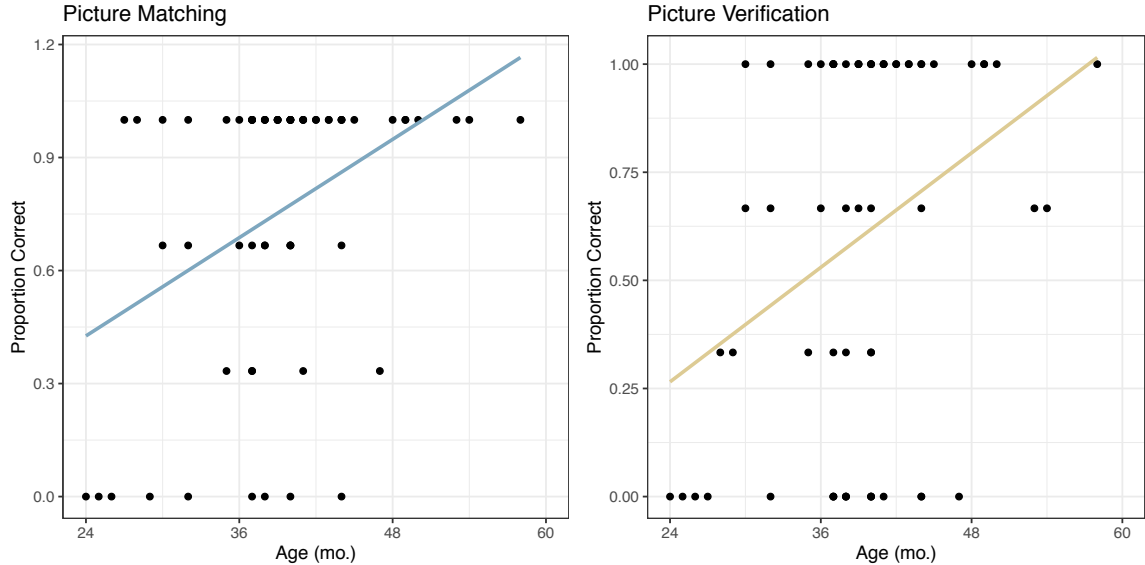 Picture Matching
Proportion Correct
1.2
0.9
0.6
0.3
0.0
24 36 48 60
Age (mo.)
Picture Verification
Proportion Correct
1.00
0.75
0.50
0.25
0.00
24 36 48 60
Age (mo.)